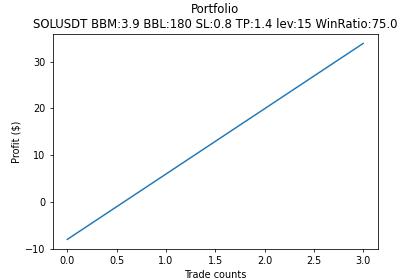 Portfolio
SOLUSDT BBM:3.9 BBL:180 SL:0.8 TP:1.4 lev:15 WinRatio:75.0
30
20
10
0
−10
Profit ($)
0.0 0.5 1.0 1.5 2.0 2.5 3.0
Trade counts